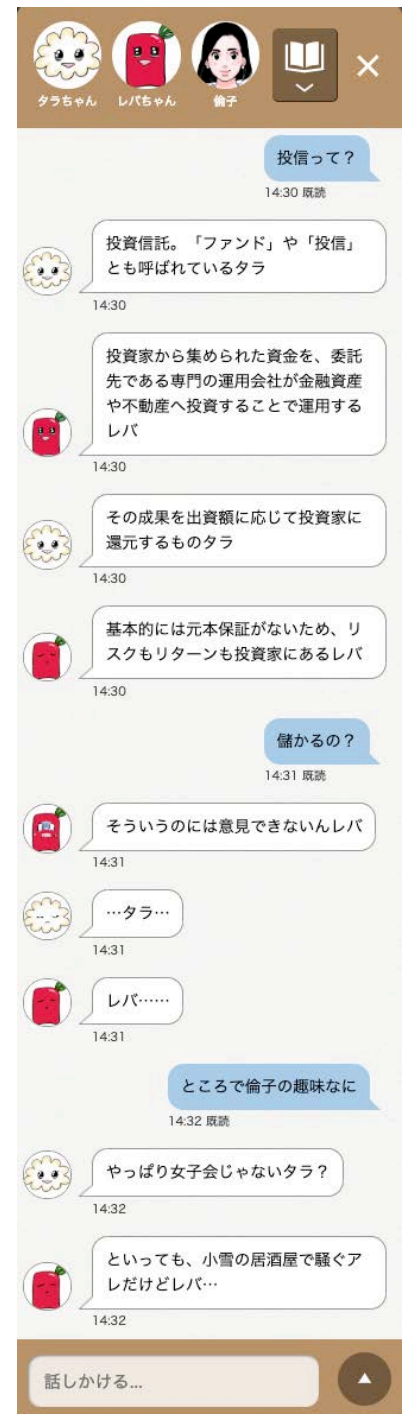 タラちゃん レバちゃん 倫子
投信って?
14:30 既読
投資信託。「ファンド」や「投信」
とも呼ばれているタラ
14:30
投資家から集められた資金を、委託
先である専門の運用会社が金融資産
や不動産へ投資することで運用する
レバ
14:30
その成果を出資額に応じて投資家に
還元するものタラ
14:30
基本的には元本保証がないため、リ
スクもリターンも投資家にあるレバ
14:30
儲かるの?
14:31 既読
そういうのには意見できないんレバ
14:31
…タラ…
14:31
レバ……
14:31
ところで倫子の趣味なに
14:32 既読
やっぱり女子会じゃないタラ?
14:32
といっても、小雪の居酒屋で騒ぐア
レだけどレバ…
14:32
話しかける...